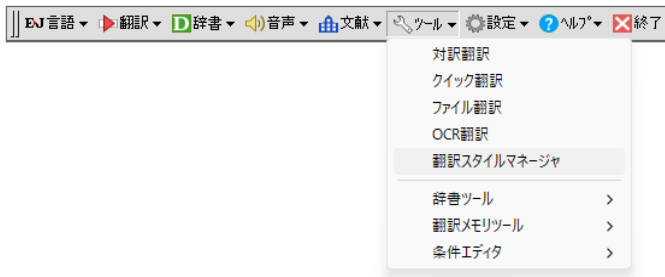 EJ 言語 翻訳 D 辞書 音声 文献 ツール 設定 ? ヘルプ 終了
対訳翻訳
クイック翻訳
ファイル翻訳
OCR翻訳
翻訳スタイルマネージャ
辞書ツール
翻訳メモリツール
条件エディタ